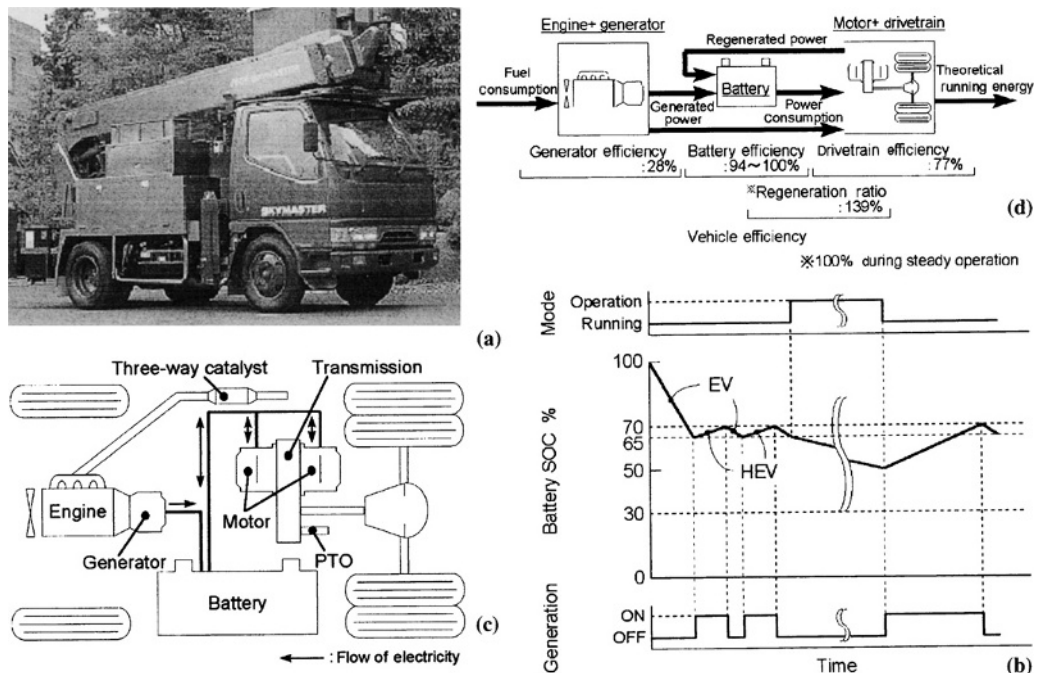 SKYMASTER
(a)
Engine+ generator
Motor+ drivetrain
Regenerated power
Fuel
consumption
Battery
Generated
power
Power
Consumption
Theoretical
running energy
Generator efficiency
:28%
Battery efficiency
:94～100%
Drivetrain efficiency
:77%
※Regeneration ratio
:139%
(d)
Vehicle efficiency
※100% during steady operation
Three-way catalyst
Transmission
Engine
Motor
Generator
PTO
Battery
(c)
: Flow of electricity
Mode
Operation
Running
Battery SOC %
100
70
65
50
30
0
EV
HEV
Generation
ON
OFF
Time
(b)